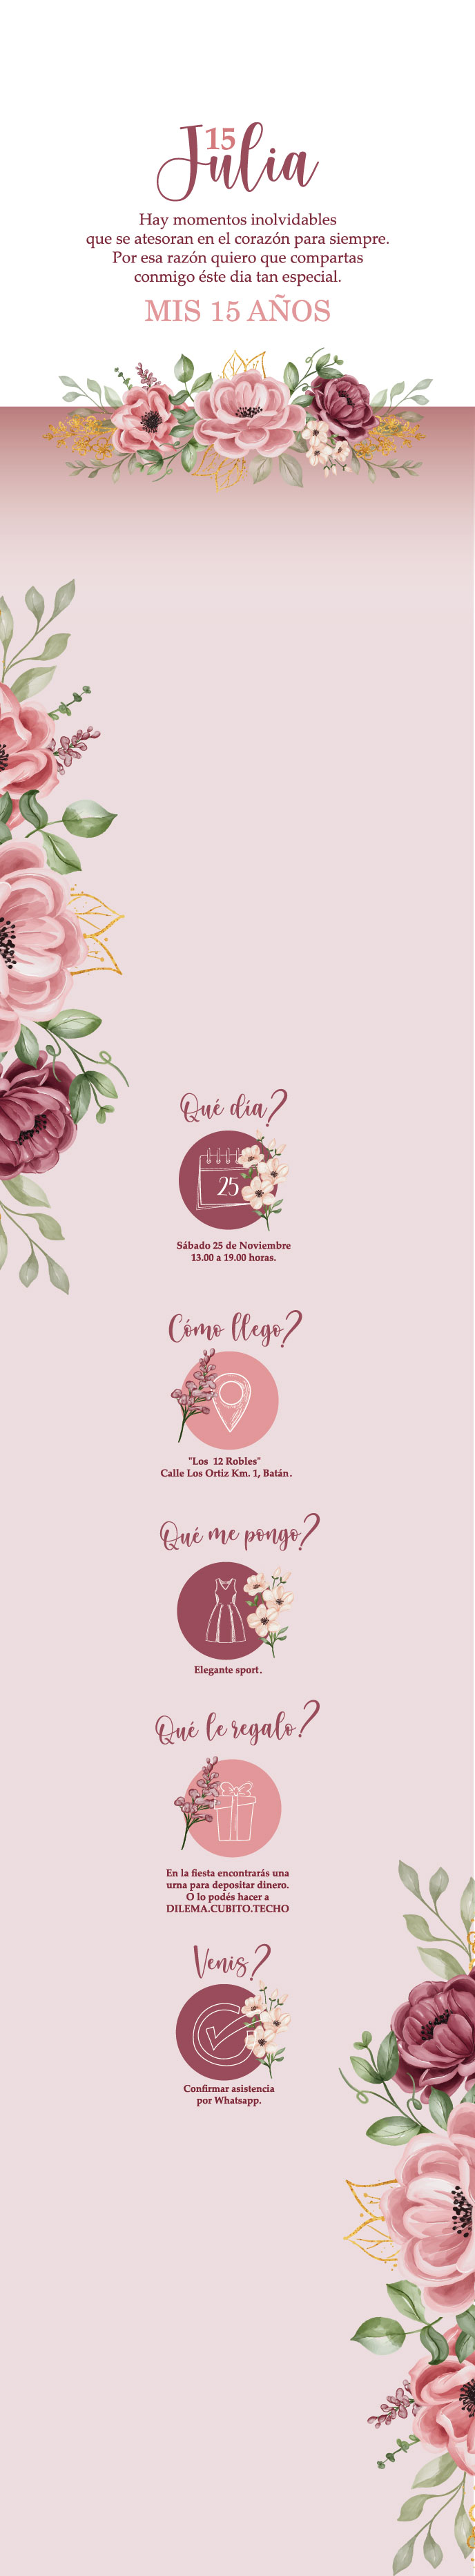 15
Julia
Hay momentos inolvidables
que se atesoran en el corazón para siempre.
Por esa razón quiero que compartas
conmigo éste dia tan especial.
MIS 15 AÑOS
Qué día?
25
Sábado 25 de Noviembre
13.00 a 19.00 horas.
Cómo llego?
"Los 12 Robles"
Calle Los Ortiz Km. 1, Batán.
Qué me pongo?
Elegante sport.
Qué le regalo?
En la fiesta encontrarás una
urna para depositar dinero.
O lo podés hacer a
DILEMA.CUBITO.TECHO
Venis?
Confirmar asistencia
por Whatsapp.